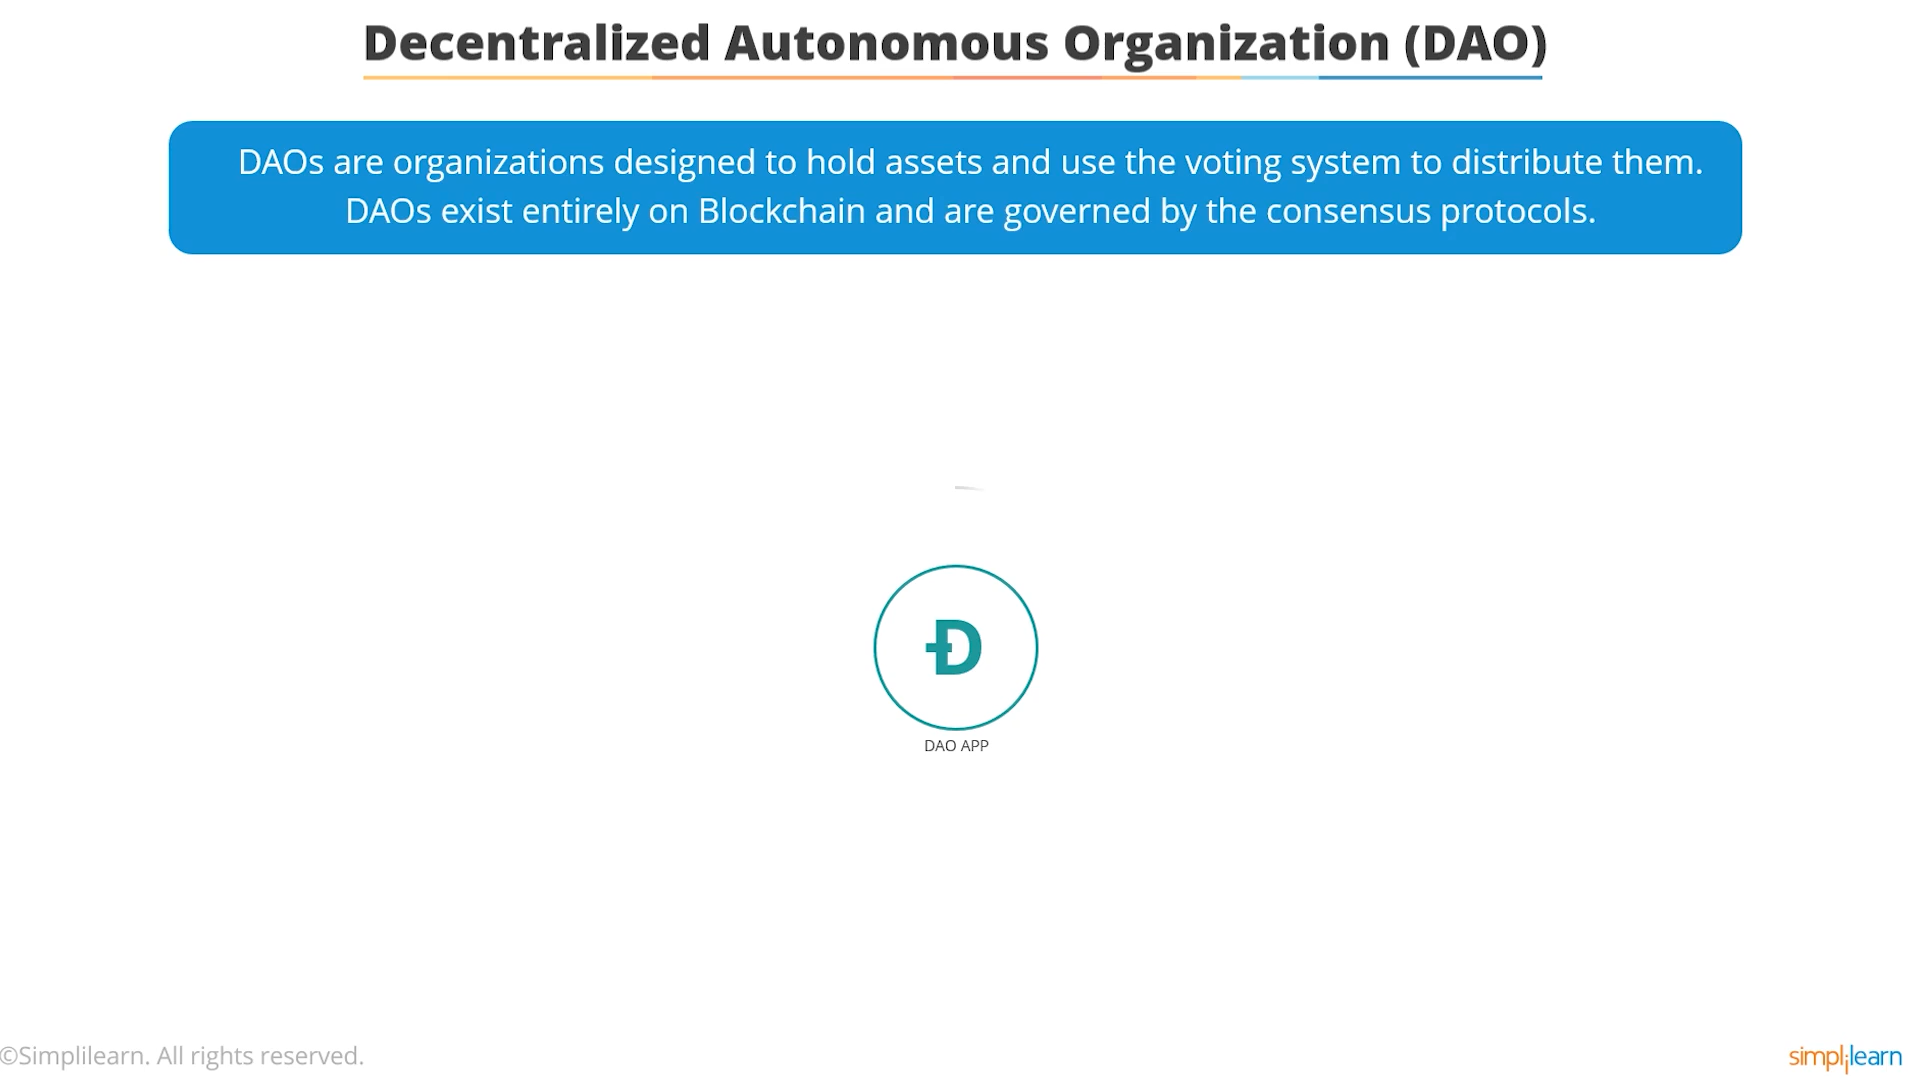 Decentralized Autonomous Organization (DAO)
DAOs are organizations designed to hold assets and use the voting system to distribute them.
DAOs exist entirely on Blockchain and are governed by the consensus protocols.
Đ
DAO APP
©Simplilearn. All rights reserved.
simplilearn